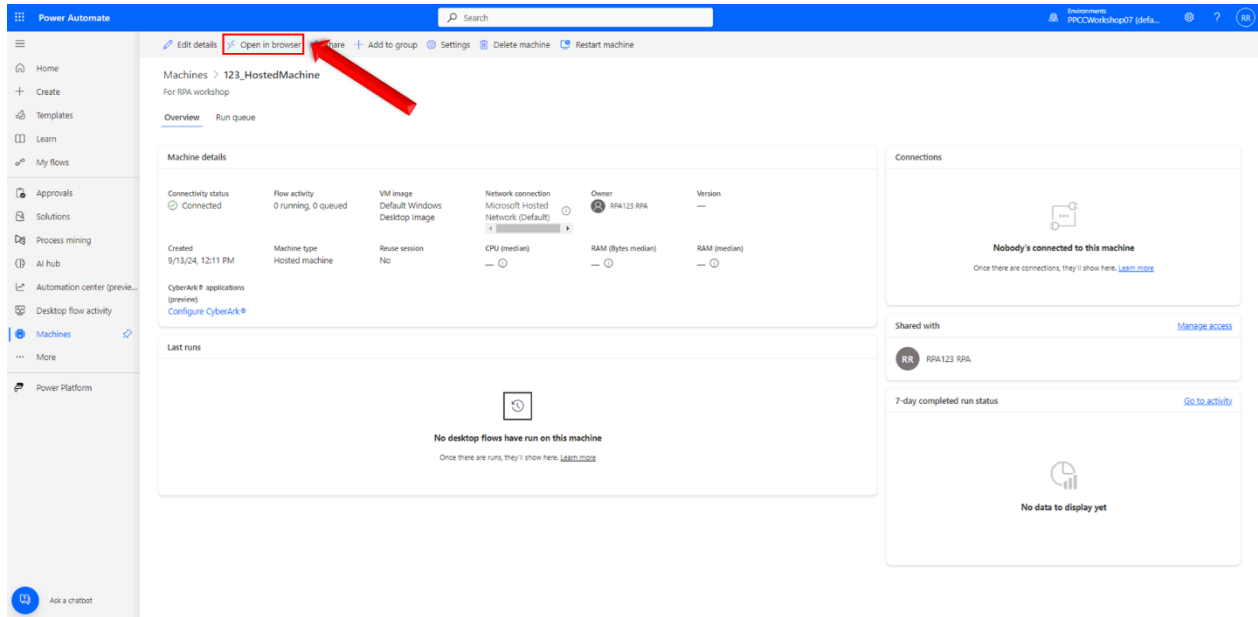 Power Automate
Search
Environments
PPCCWorkshop07 (defa...
RR
Edit details
Open in browser
Share
Add to group
Settings
Delete machine
Restart machine
Home
Create
Templates
Learn
My flows
Approvals
Solutions
Process mining
AI hub
Automation center (previe...
Desktop flow activity
Machines
More
Power Platform
Ask a chatbot
Machines > 123_HostedMachine
For RPA workshop
Overview
Run queue
Machine details
Connectivity status
Connected
Flow activity
0 running, 0 queued
VM image
Default Windows
Desktop Image
Network connection
Microsoft Hosted
Network (Default)
Owner
RPA123 RPA
Version
—
Created
9/13/24, 12:11 PM
Machine type
Hosted machine
Reuse session
No
CPU (median)
—
RAM (Bytes median)
—
RAM (median)
—
CyberArk® applications
(preview)
Configure CyberArk®
Last runs
No desktop flows have run on this machine
Once there are runs, they'll show here. Learn more
Connections
Nobody's connected to this machine
Once there are connections, they'll show here. Learn more
Shared with
Manage access
RR
RPA123 RPA
7-day completed run status
Go to activity
No data to display yet